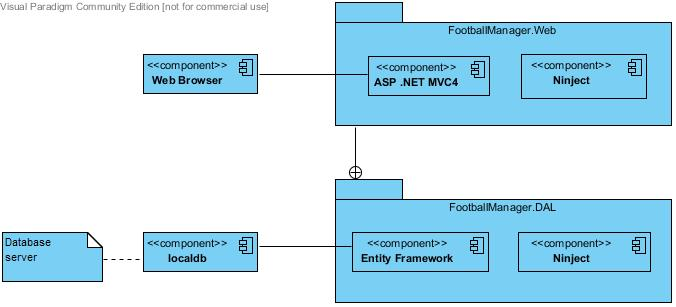 Visual Paradigm Community Edition [not for commercial use]
FootballManager.Web
<<component>>
Web Browser
<<component>>
ASP .NET MVC4
<<component>>
Ninject
FootballManager.DAL
Database
server
<<component>>
localdb
<<component>>
Entity Framework
<<component>>
Ninject